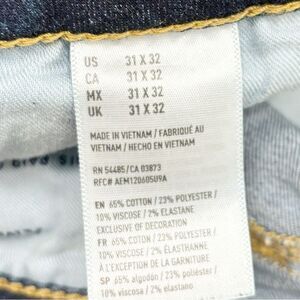 US 31 X 32
CA 31 X 32
MX 31 X 32
UK 31 X 32
MADE IN VIETNAM / FABRIQUÉ AU
VIETNAM / HECHO EN VIETNAM
RN 54485/CA 03873
RFC# AEM120605U9A
EN 65% COTTON / 23% POLYESTER /
10% VISCOSE / 2% ELASTANE
EXCLUSIVE OF DECORATION
FR 65% COTON / 23% POLYESTER /
10% VISCOSE / 2% ÉLASTHANNE
À L'EXCEPTION DE LA GARNITURE
SP 65% algodón / 23% poliéster /
10% viscosa / 2% elastano